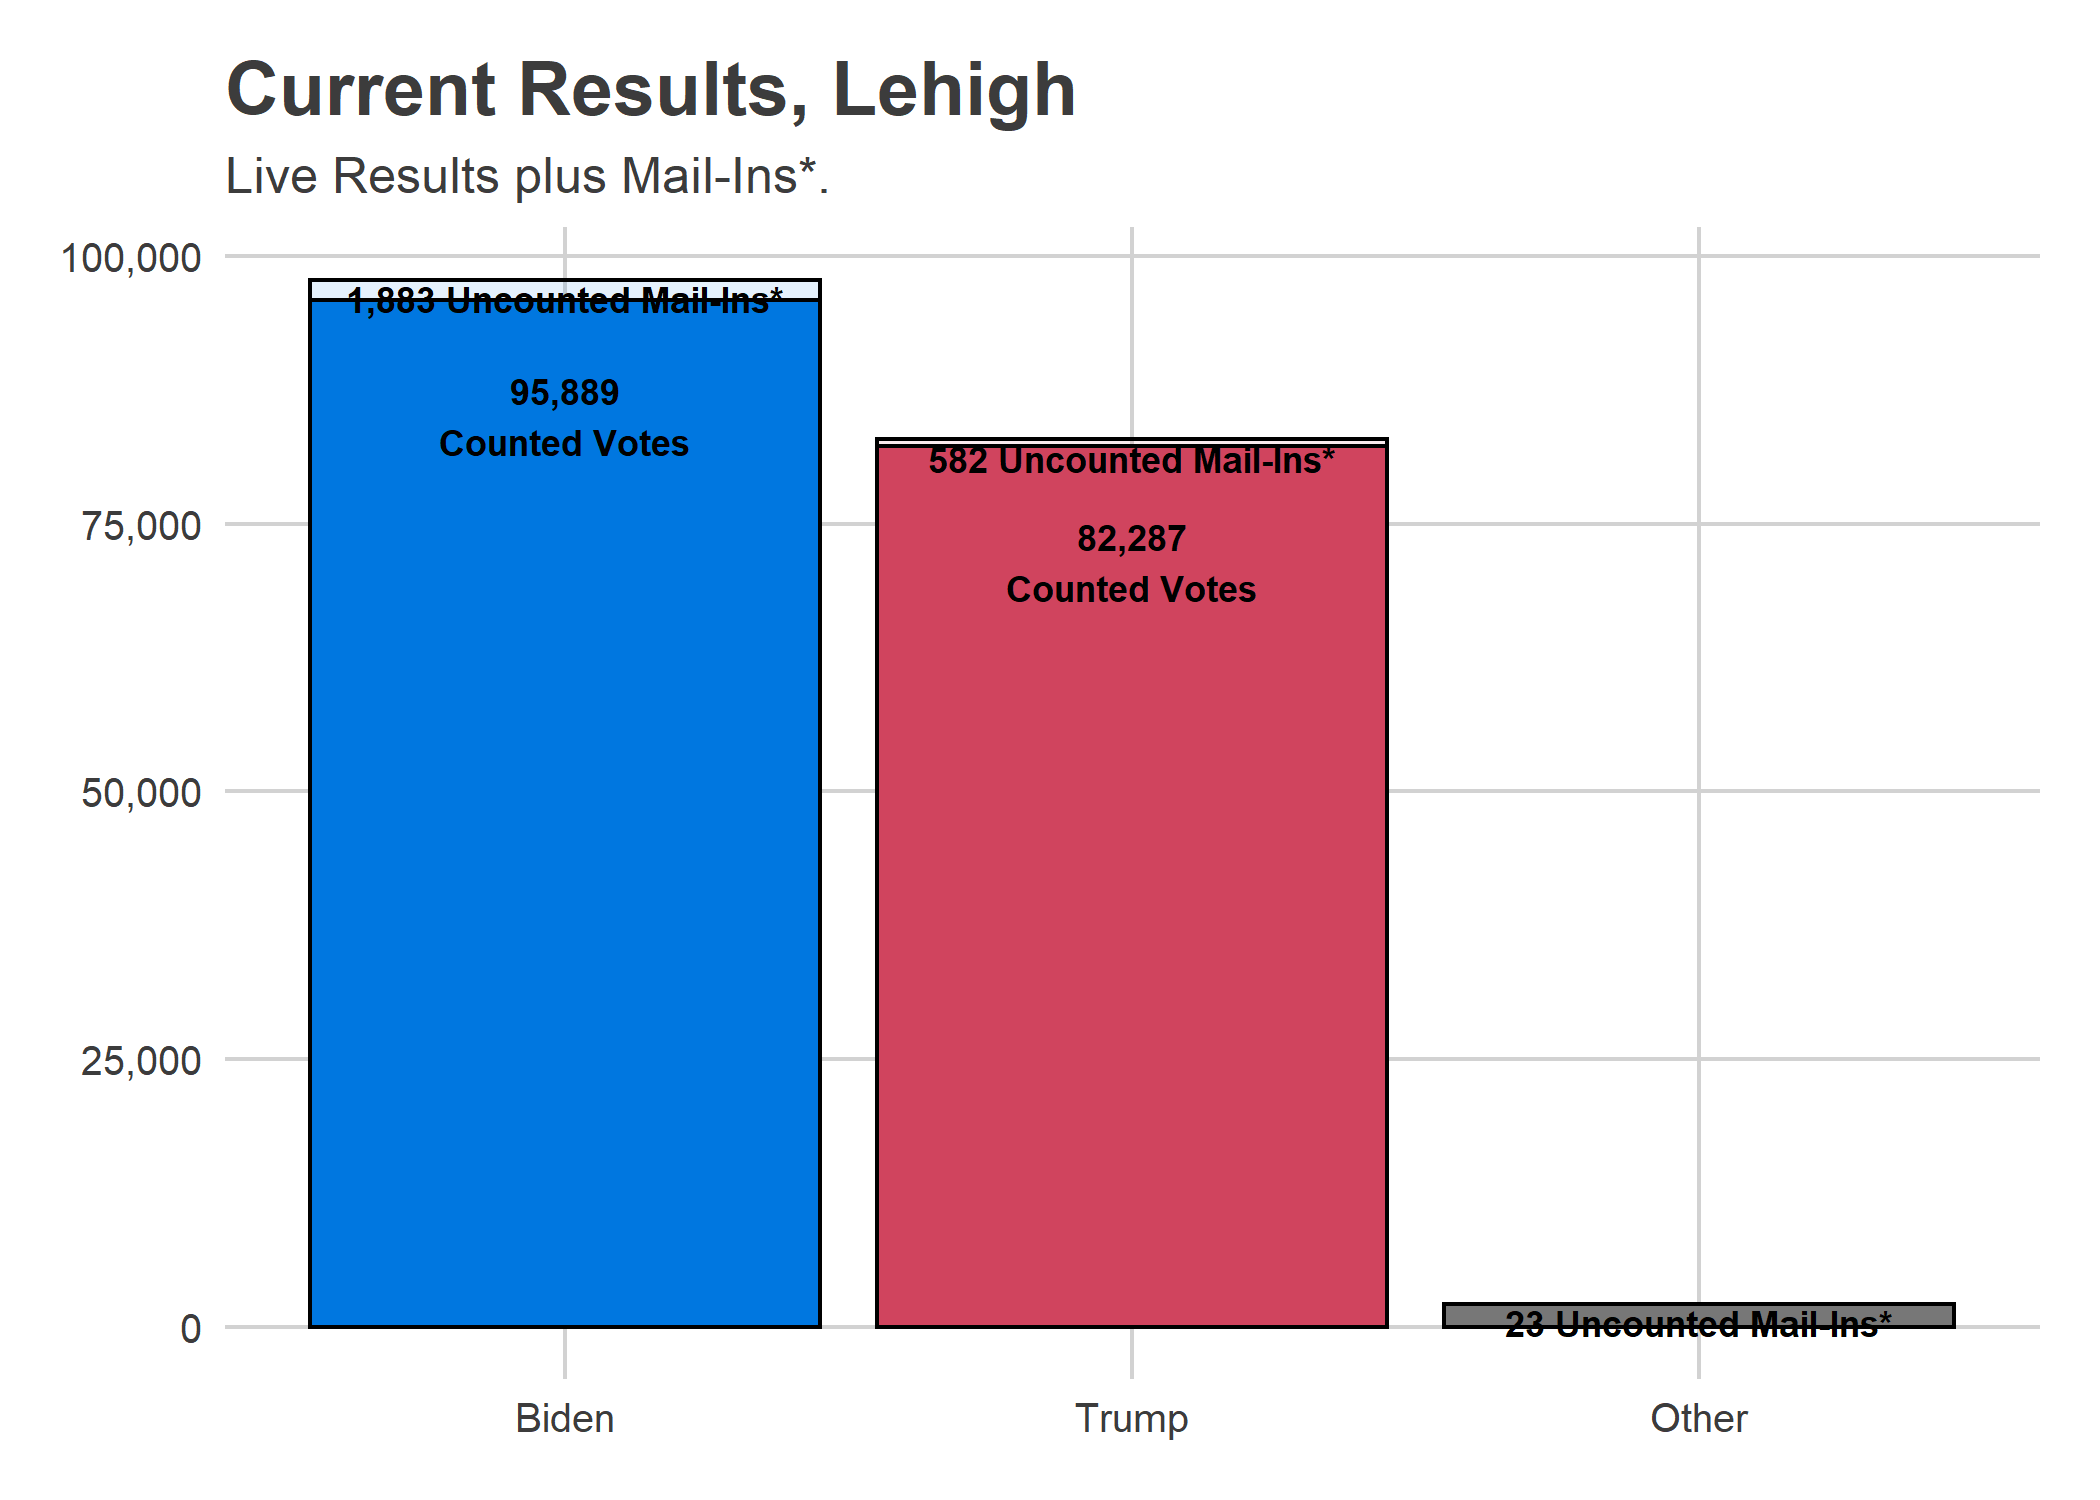 Current Results, Lehigh
Live Results plus Mail-Ins*.
100,000
75,000
50,000
25,000
0
1,883 Uncounted Mail-Ins*
95,889
Counted Votes
582 Uncounted Mail-Ins*
82,287
Counted Votes
23 Uncounted Mail-Ins*
Biden
Trump
Other